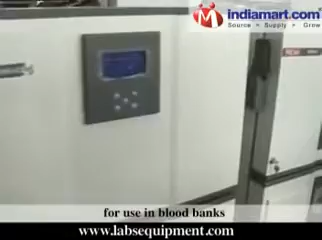 indiamart.com
Source • Supply • Grow
for use in blood banks
www.labsequipment.com